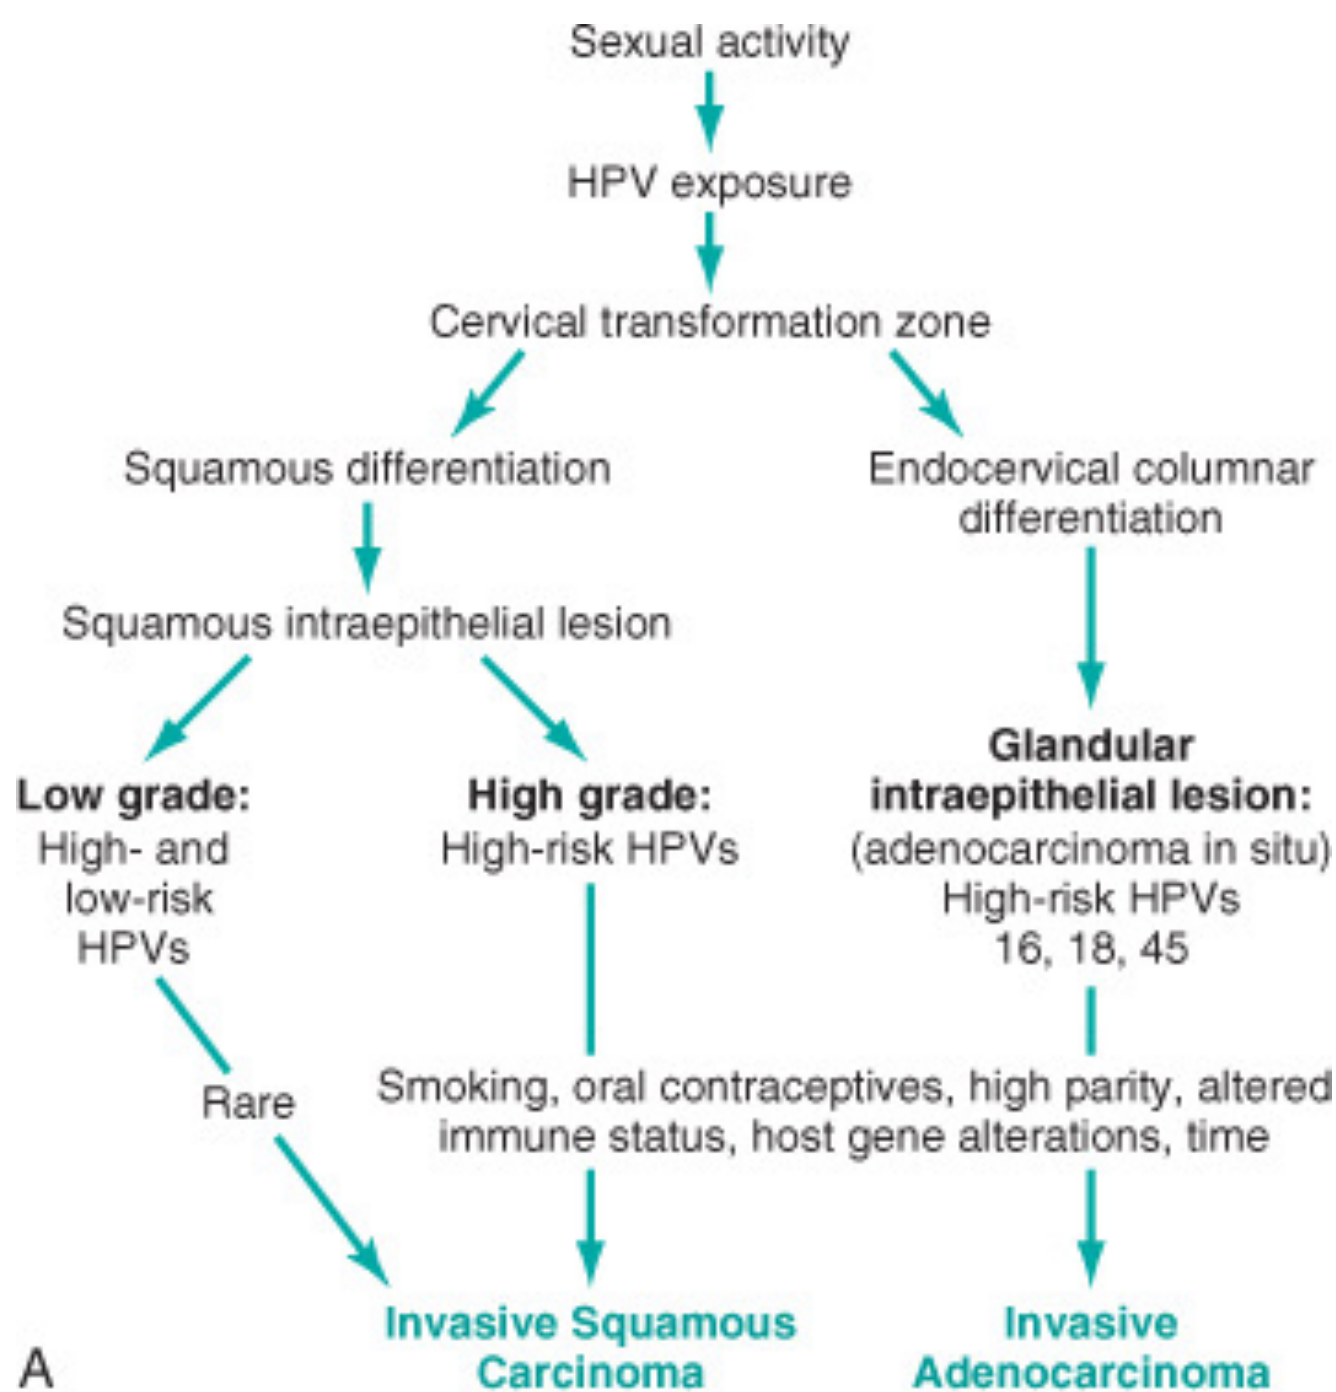 Sexual activity
HPV exposure
Cervical transformation zone
Squamous differentiation
Endocervical columnar
differentiation
Squamous intraepithelial lesion
Low grade:
High- and
low-risk
HPVs
High grade:
High-risk HPVs
Glandular
intraepithelial lesion:
(adenocarcinoma in situ)
High-risk HPVs
16, 18, 45
Rare
Smoking, oral contraceptives, high parity, altered
immune status, host gene alterations, time
Invasive Squamous
Carcinoma
Invasive
Adenocarcinoma
A